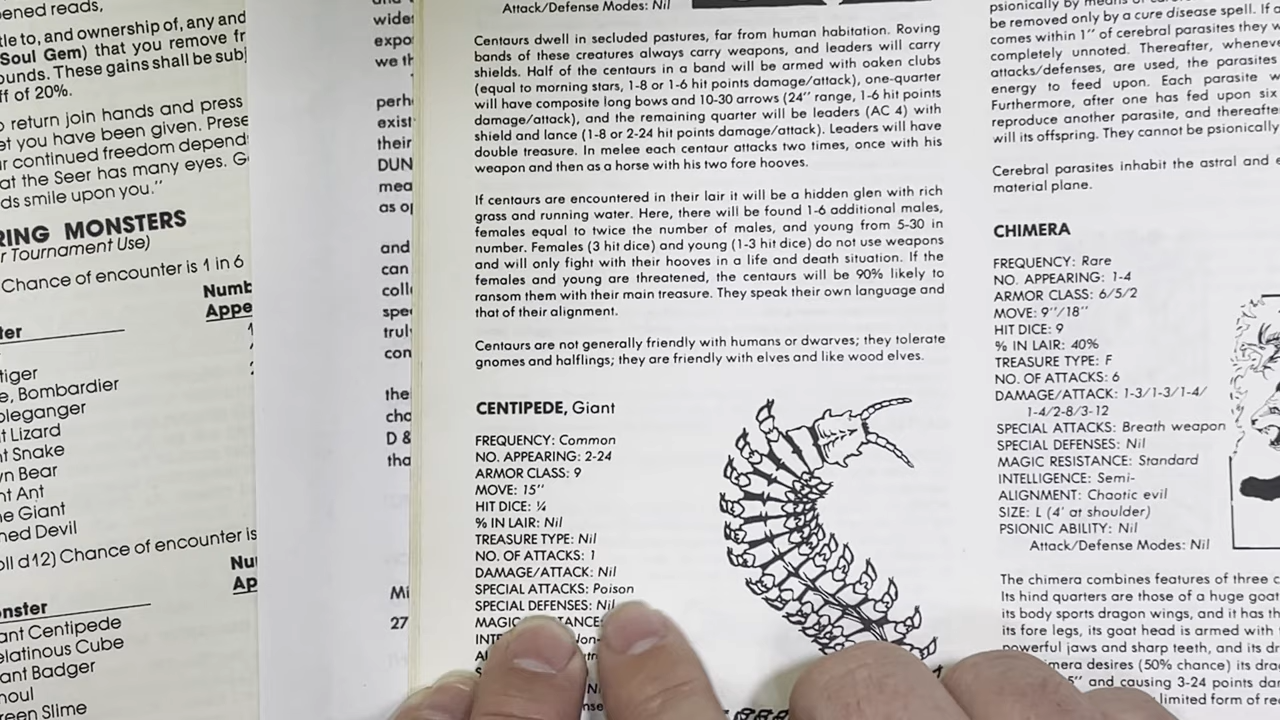 ened reads,
tle to, and ownership of, any and
Soul Gem) that you remove fr
ounds. These gains shall be subj
ff of 20%.
o return join hands and press
et you have been given. Prese
ur continued freedom depend
at the Seer has many eyes. G
ds smile upon you."
RING MONSTERS
r Tournament Use)
Chance of encounter is 1 in 6
Numb
Appe
ter
tiger
e, Bombardier
pleganger
t Lizard
t Snake
n Bear
nt Ant
e Giant
ned Devil
oll d12) Chance of encounter is
Nu
Ap
onster
ant Centipede
elatinous Cube
ant Badger
houl
reen Slime
wides
expo
we th
perh
exist
their
DUN
mea
as op
and
can
coll
spe
trul
con
the
cha
D &
tha
Mi
27
Attack/Defense Modes: Nil
Centaurs dwell in secluded pastures, far from human habitation. Roving
bands of these creatures always carry weapons, and leaders will carry
shields. Half of the centaurs in a band will be armed with oaken clubs
(equal to morning stars, 1-8 or 1-6 hit points damage/attack), one-quarter
will have composite long bows and 10-30 arrows (24" range, 1-6 hit points
damage/attack), and the remaining quarter will be leaders (AC 4) with
shield and lance (1-8 or 2-24 hit points damage/attack). Leaders will have
double treasure. In melee each centaur attacks two times, once with his
weapon and then as a horse with his two fore hooves.
If centaurs are encountered in their lair it will be a hidden glen with rich
grass and running water. Here, there will be found 1-6 additional males,
females equal to twice the number of males, and young from 5-30 in
number. Females (3 hit dice) and young (1-3 hit dice) do not use weapons
and will only fight with their hooves in a life and death situation. If the
females and young are threatened, the centaurs will be 90% likely to
ransom them with their main treasure. They speak their own language and
that of their alignment.
Centaurs are not generally friendly with humans or dwarves; they tolerate
gnomes and halflings; they are friendly with elves and like wood elves.
CENTIPEDE, Giant
FREQUENCY: Common
NO. APPEARING: 2-24
ARMOR CLASS: 9
MOVE: 15"
HIT DICE: ¼
% IN LAIR: Nil
TREASURE TYPE: Nil
NO. OF ATTACKS: 1
DAMAGE/ATTACK: Nil
SPECIAL ATTACKS: Poison
SPECIAL DEFENSES: Nil
psionically by means of
be removed only by a cure disease spell. If a
comes within 1" of cerebral parasites they w
completely unnoted. Thereafter, wheneve
attacks/defenses, are used, the parasites
energy to feed upon. Each parasite w
Furthermore, after one has fed upon six
reproduce another parasite, and thereafte
will its offspring. They cannot be psionically
Cerebral parasites inhabit the astral and e
material plane.
CHIMERA
FREQUENCY: Rare
NO. APPEARING: 1-4
ARMOR CLASS: 6/5/2
MOVE: 9"/18"
HIT DICE: 9
% IN LAIR: 40%
TREASURE TYPE: F
NO. OF ATTACKS: 6
DAMAGE/ATTACK: 1-3/1-3/1-4/
1-4/2-8/3-12
SPECIAL ATTACKS: Breath weapon
SPECIAL DEFENSES: Nil
MAGIC RESISTANCE: Standard
INTELLIGENCE: Semi-
ALIGNMENT: Chaotic evil
SIZE: L (4' at shoulder)
PSIONIC ABILITY: Nil
Attack/Defense Modes: Nil
The chimera combines features of three c
Its hind quarters are those of a huge goat
its body sports dragon wings, and it has th
its fore legs, its goat head is armed with
powerful jaws and sharp teeth, and its dr
mera desires (50% chance) its dra
5" and causing 3-24 points dam
limited form of